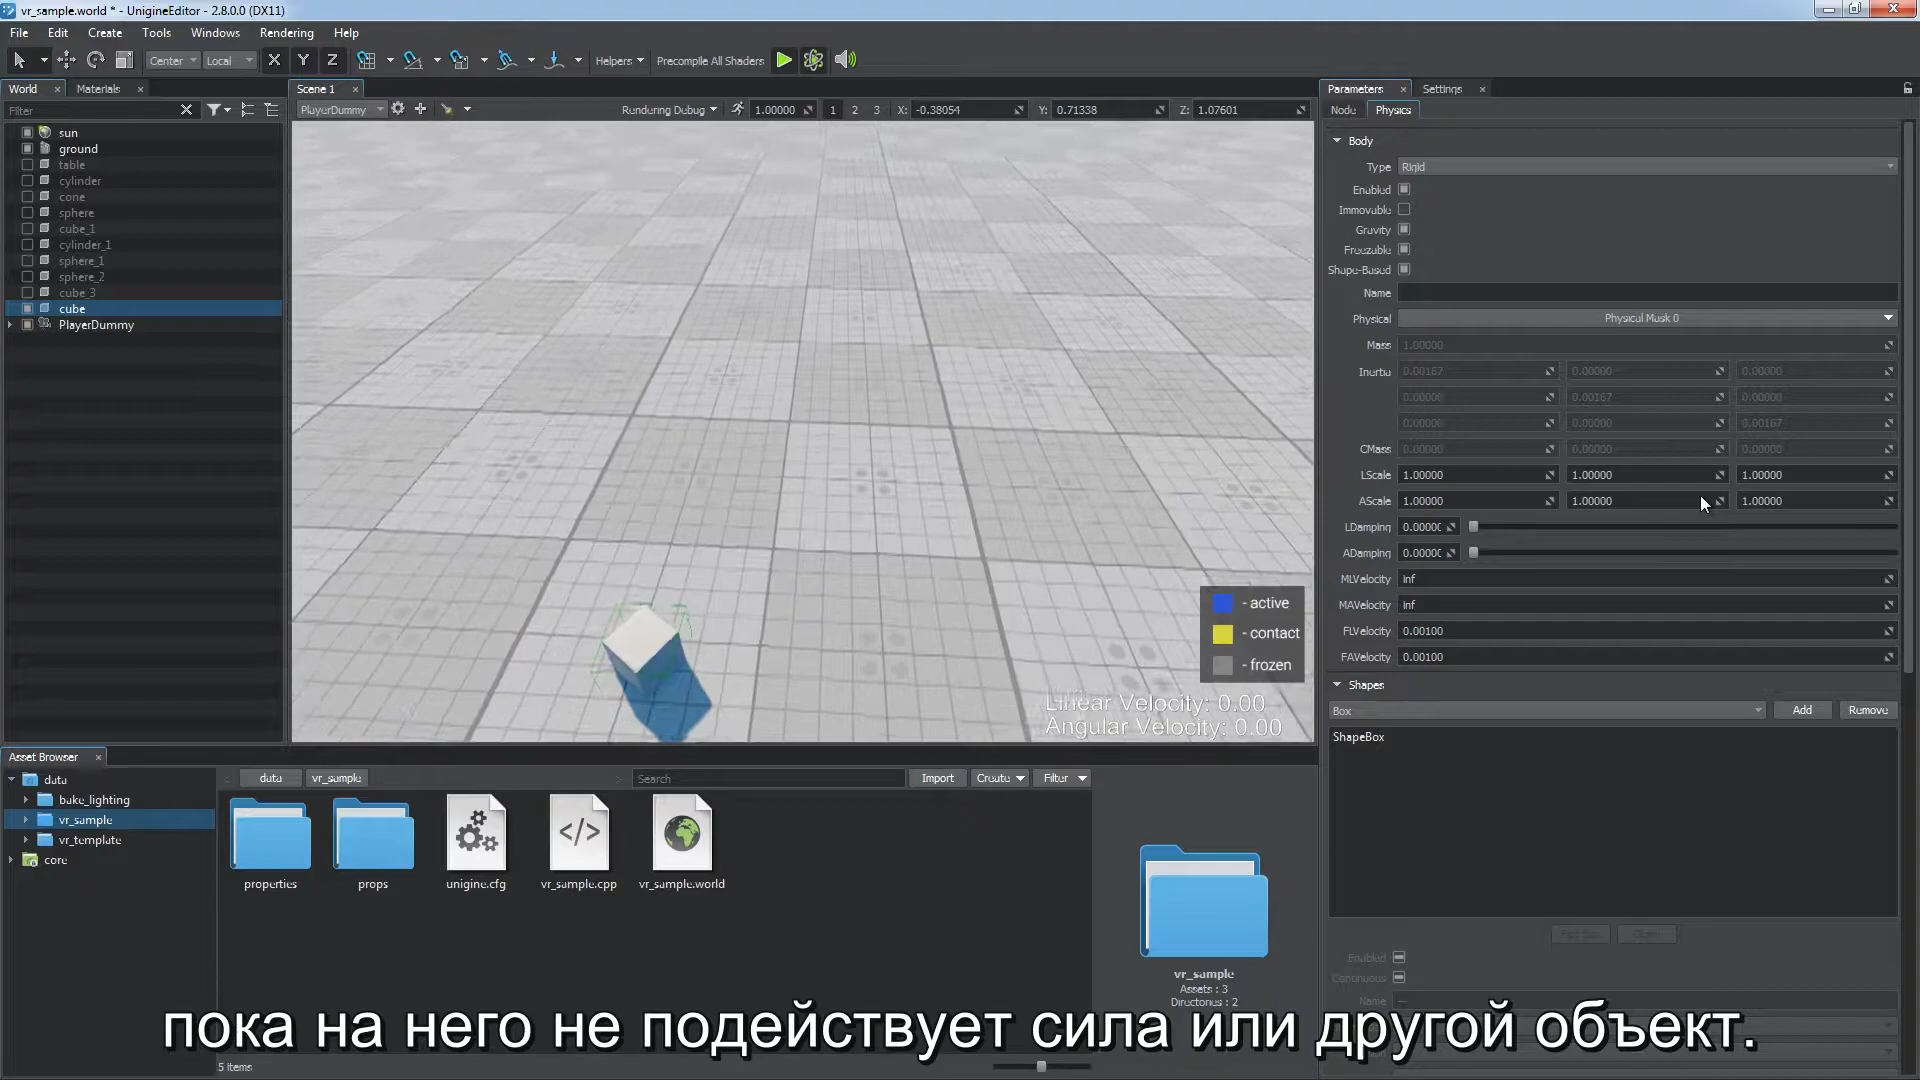 vr_sample.world * - UnigineEditor - 2.8.0.0 (DX11)
File Edit Create Tools Windows Rendering Help
Center Local X Y Z Helpers Precompile All Shaders
World Materials
Filter
sun
ground
table
cylinder
cone
sphere
cube_1
cylinder_1
sphere_1
sphere_2
cube_3
cube
PlayerDummy
Scene 1
PlayerDummy Rendering Debug 1.00000 1 2 3 X: -0.38054 Y: 0.71338 Z: 1.07601
- active
- contact
- frozen
Linear Velocity: 0.00
Angular Velocity: 0.00
Parameters Settings
Node Physics
Body
Type Rigid
Enabled
Immovable
Gravity
Freezable
Shape-Based
Name
Physical Physical Mask 0
Mass 1.00000
Inertia 0.00167 0.00000 0.00000
0.00000 0.00167 0.00000
0.00000 0.00000 0.00167
CMass 0.00000 0.00000 0.00000
LScale 1.00000 1.00000 1.00000
AScale 1.00000 1.00000 1.00000
LDamping 0.0000
ADamping 0.0000
MLVelocity inf
MAVelocity inf
FLVelocity 0.00100
FAVelocity 0.00100
Shapes
Box Add Remove
ShapeBox
Enabled
Continuous
Name
Asset Browser
data
bake_lighting
vr_sample
vr_template
core
data vr_sample Search Import Create Filter
properties
props
unigine.cfg
vr_sample.cpp
vr_sample.world
vr_sample
Assets : 3
Directories : 2
пока на него не подействует сила или другой объект.
5 items